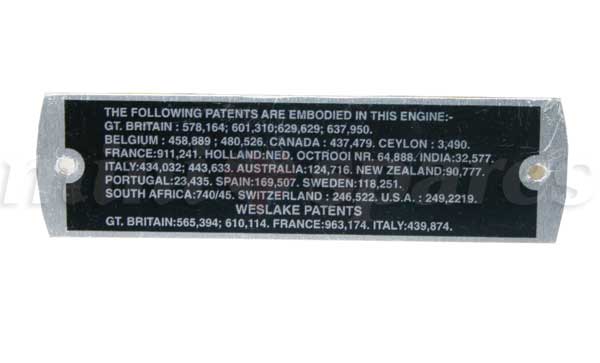 THE FOLLOWING PATENTS ARE EMBODIED IN THIS ENGINE:-
GT. BRITAIN : 578,164; 601,310;629,629; 637,950.
BELGIUM : 458,889 ; 480,526. CANADA : 437,479. CEYLON : 3,490.
FRANCE:911,241. HOLLAND:NED. OCTROOI NR. 64,888. INDIA:32,577.
ITALY:434,032; 443,633. AUSTRALIA:124,716. NEW ZEALAND:90,777.
PORTUGAL:23,435. SPAIN:169,507. SWEDEN:118,251.
SOUTH AFRICA:740/45. SWITZERLAND : 246,522. U.S.A. : 249,2219.
WESLAKE PATENTS
GT. BRITAIN:565,394; 610,114. FRANCE:963,174. ITALY:439,874.